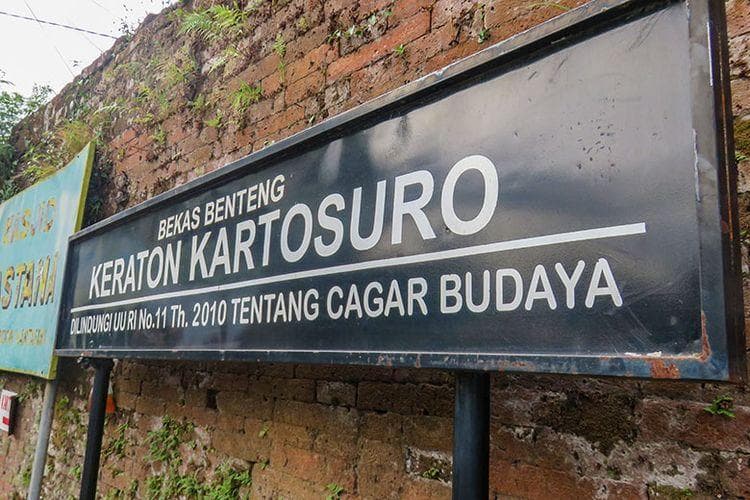 BEKAS BENTENG
KERATON KARTOSURO
DILINDUNGI UU RI No.11 Th. 2010 TENTANG CAGAR BUDAYA